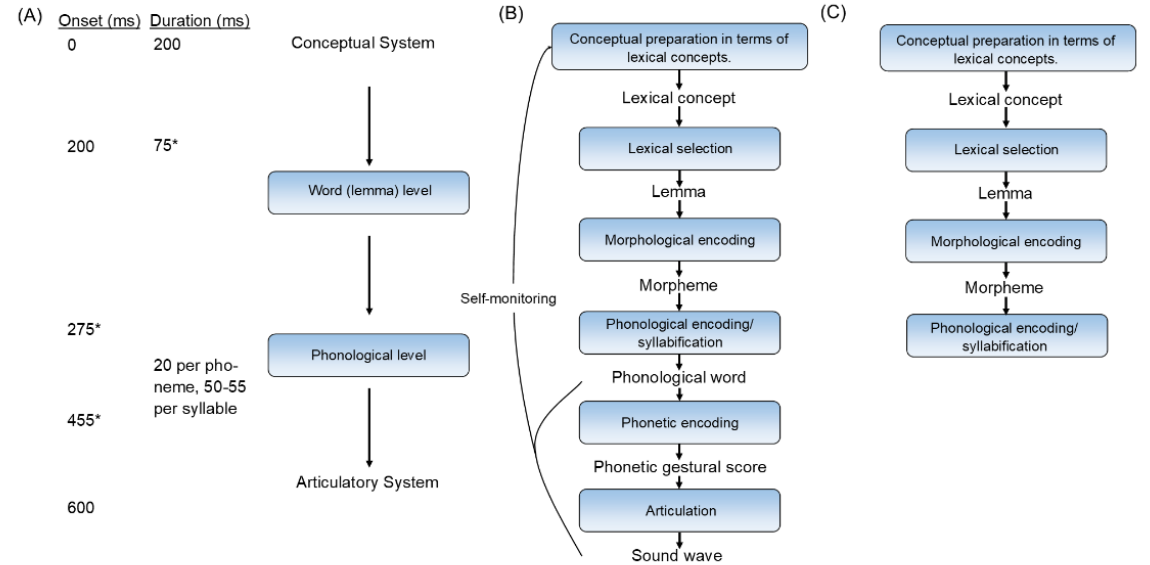 (A)
Onset (ms) Duration (ms)
0 200
Conceptual System
200 75*
Word (lemma) level
275*
Phonological level
20 per pho-
neme, 50-55
per syllable
455*
Articulatory System
600
(B)
Conceptual preparation in terms of
lexical concepts.
Lexical concept
Lexical selection
Lemma
Morphological encoding
Morpheme
Self-monitoring
Phonological encoding/
syllabification
Phonological word
Phonetic encoding
Phonetic gestural score
Articulation
Sound wave
(C)
Conceptual preparation in terms of
lexical concepts.
Lexical concept
Lexical selection
Lemma
Morphological encoding
Morpheme
Phonological encoding/
syllabification